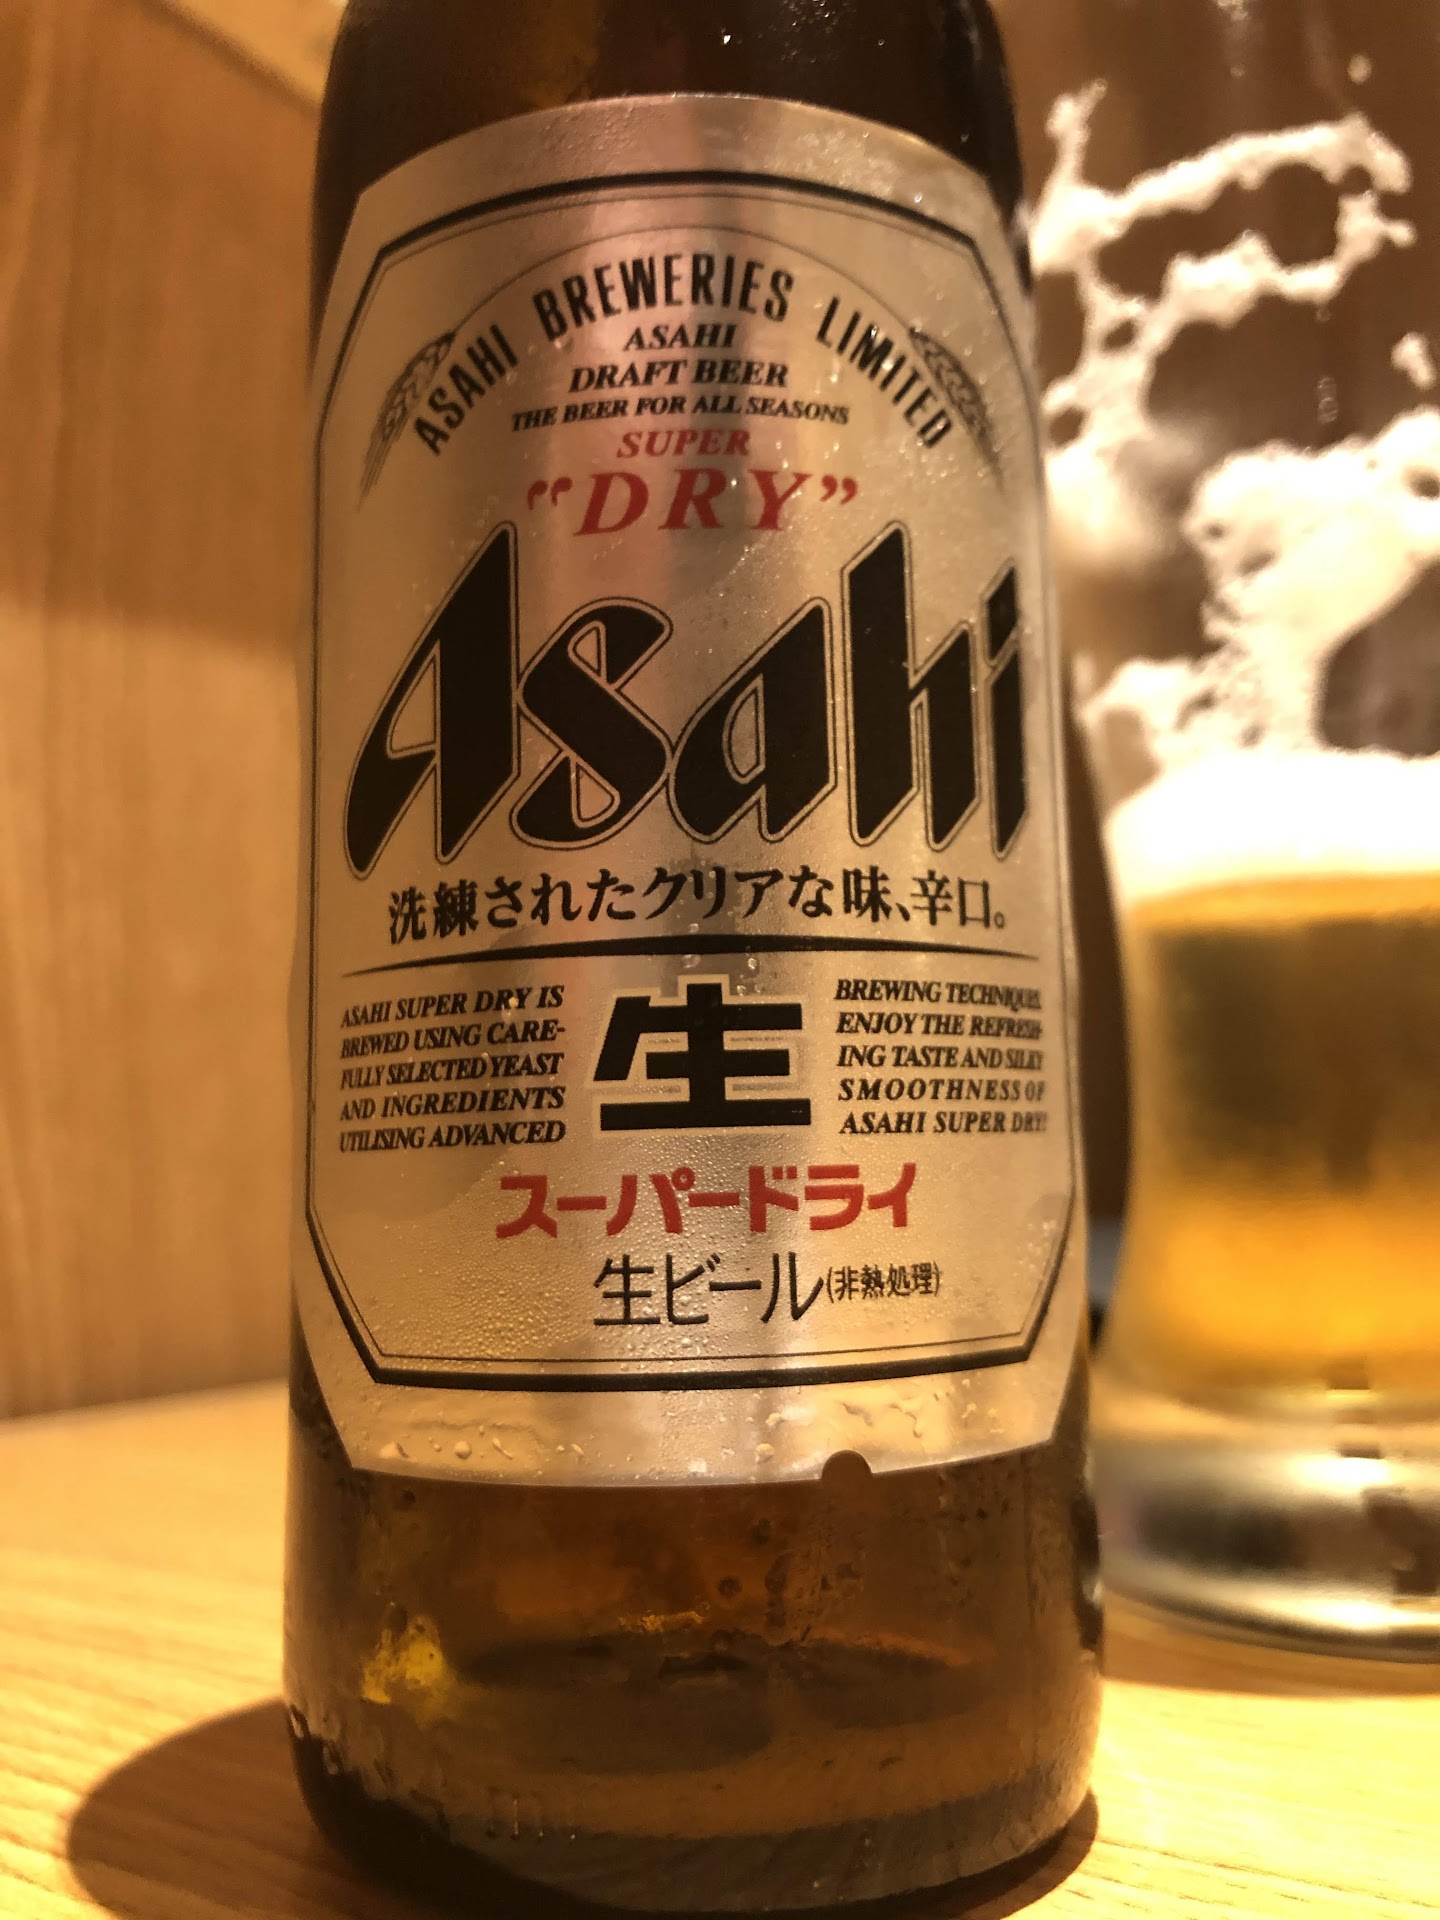 ASAHI BREWERIES LIMITED
ASAHI
DRAFT BEER
THE BEER FOR ALL SEASONS
SUPER
"DRY"
Asahi
洗練されたクリアな味、辛口。
ASAHI SUPER DRY IS
BREWED USING CARE-
FULLY SELECTED YEAST
AND INGREDIENTS
UTILISING ADVANCED
生
BREWING TECHNIQUES.
ENJOY THE REFRESH-
ING TASTE AND SILKY
SMOOTHNESS OF
ASAHI SUPER DRY!
スーパードライ
生ビール(非熱処理)